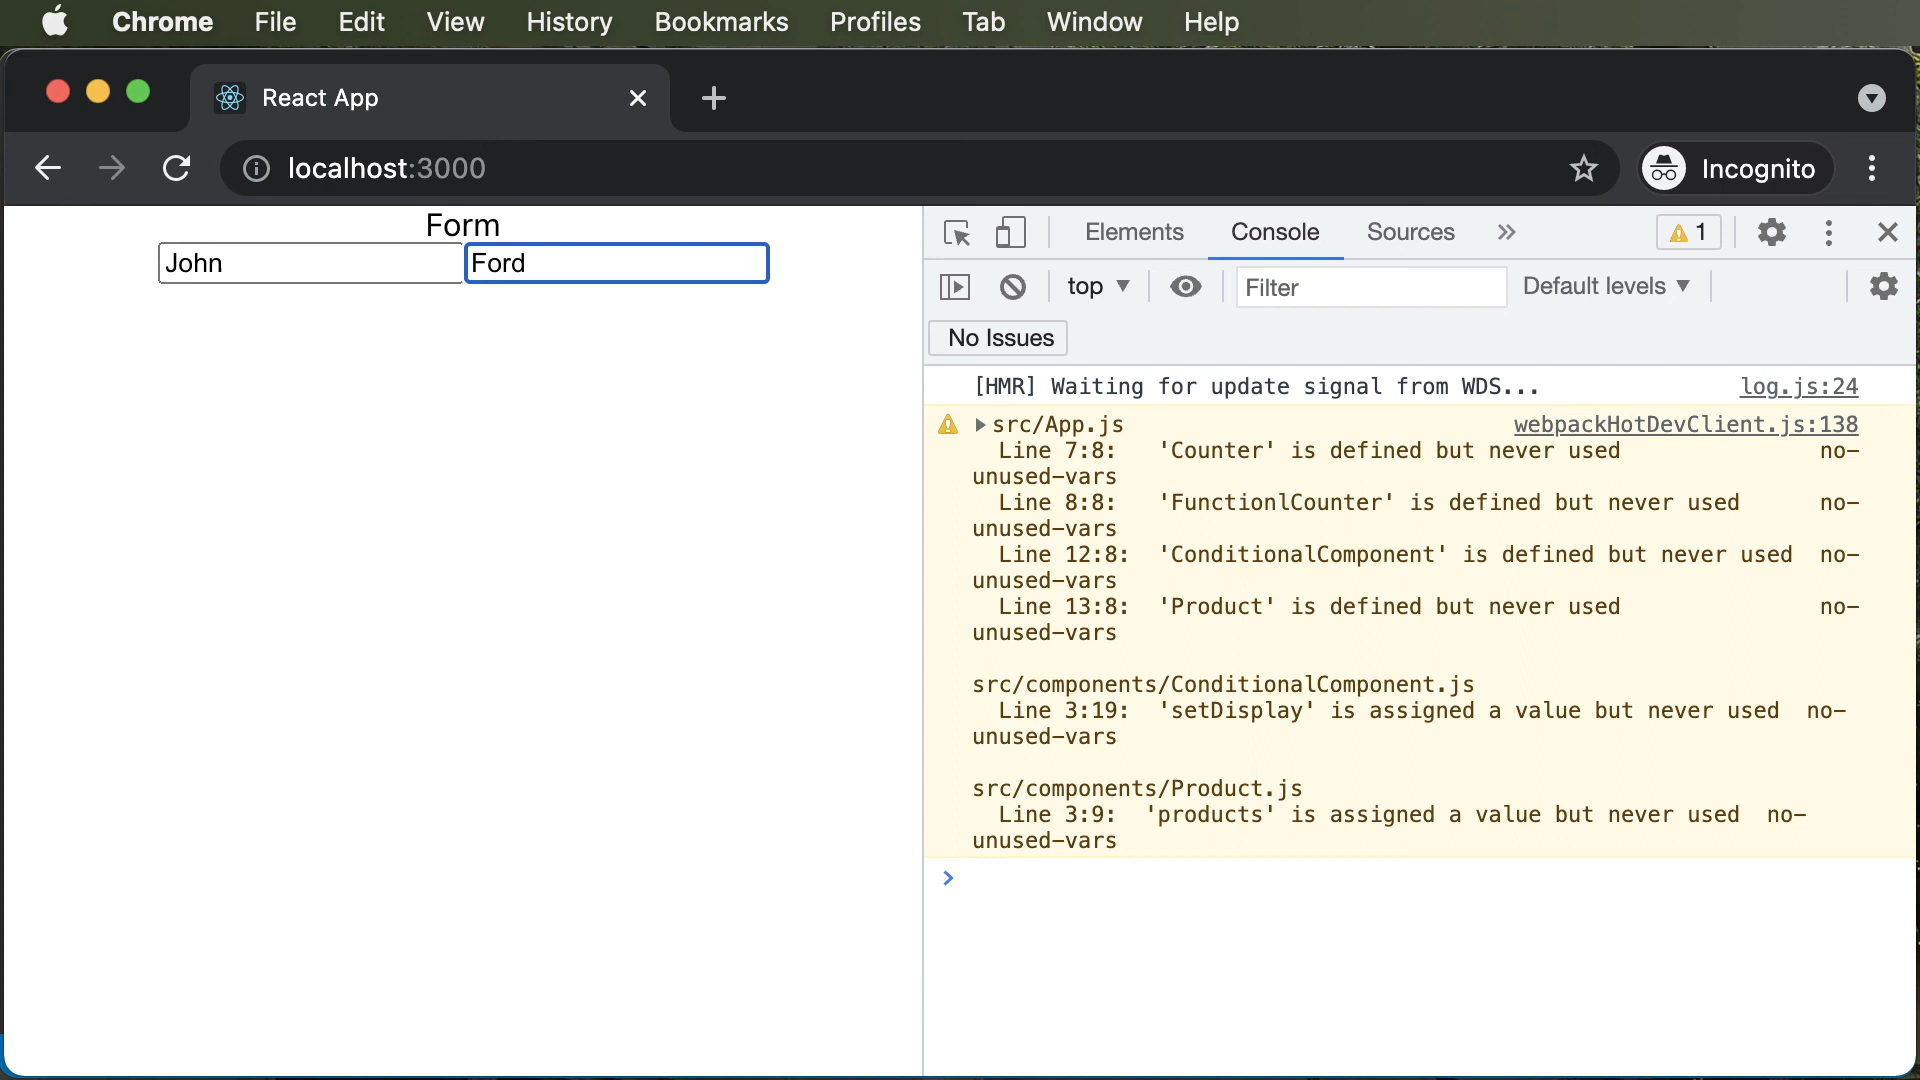 Chrome File Edit View History Bookmarks Profiles Tab Window Help
React App
localhost:3000
Incognito
Form
John Ford
Elements Console Sources 1
top Filter Default levels
No Issues
[HMR] Waiting for update signal from WDS... log.js:24
src/App.js webpackHotDevClient.js:138
Line 7:8: 'Counter' is defined but never used no-
unused-vars
Line 8:8: 'FunctionlCounter' is defined but never used no-
unused-vars
Line 12:8: 'ConditionalComponent' is defined but never used no-
unused-vars
Line 13:8: 'Product' is defined but never used no-
unused-vars
src/components/ConditionalComponent.js
Line 3:19: 'setDisplay' is assigned a value but never used no-
unused-vars
src/components/Product.js
Line 3:9: 'products' is assigned a value but never used no-
unused-vars